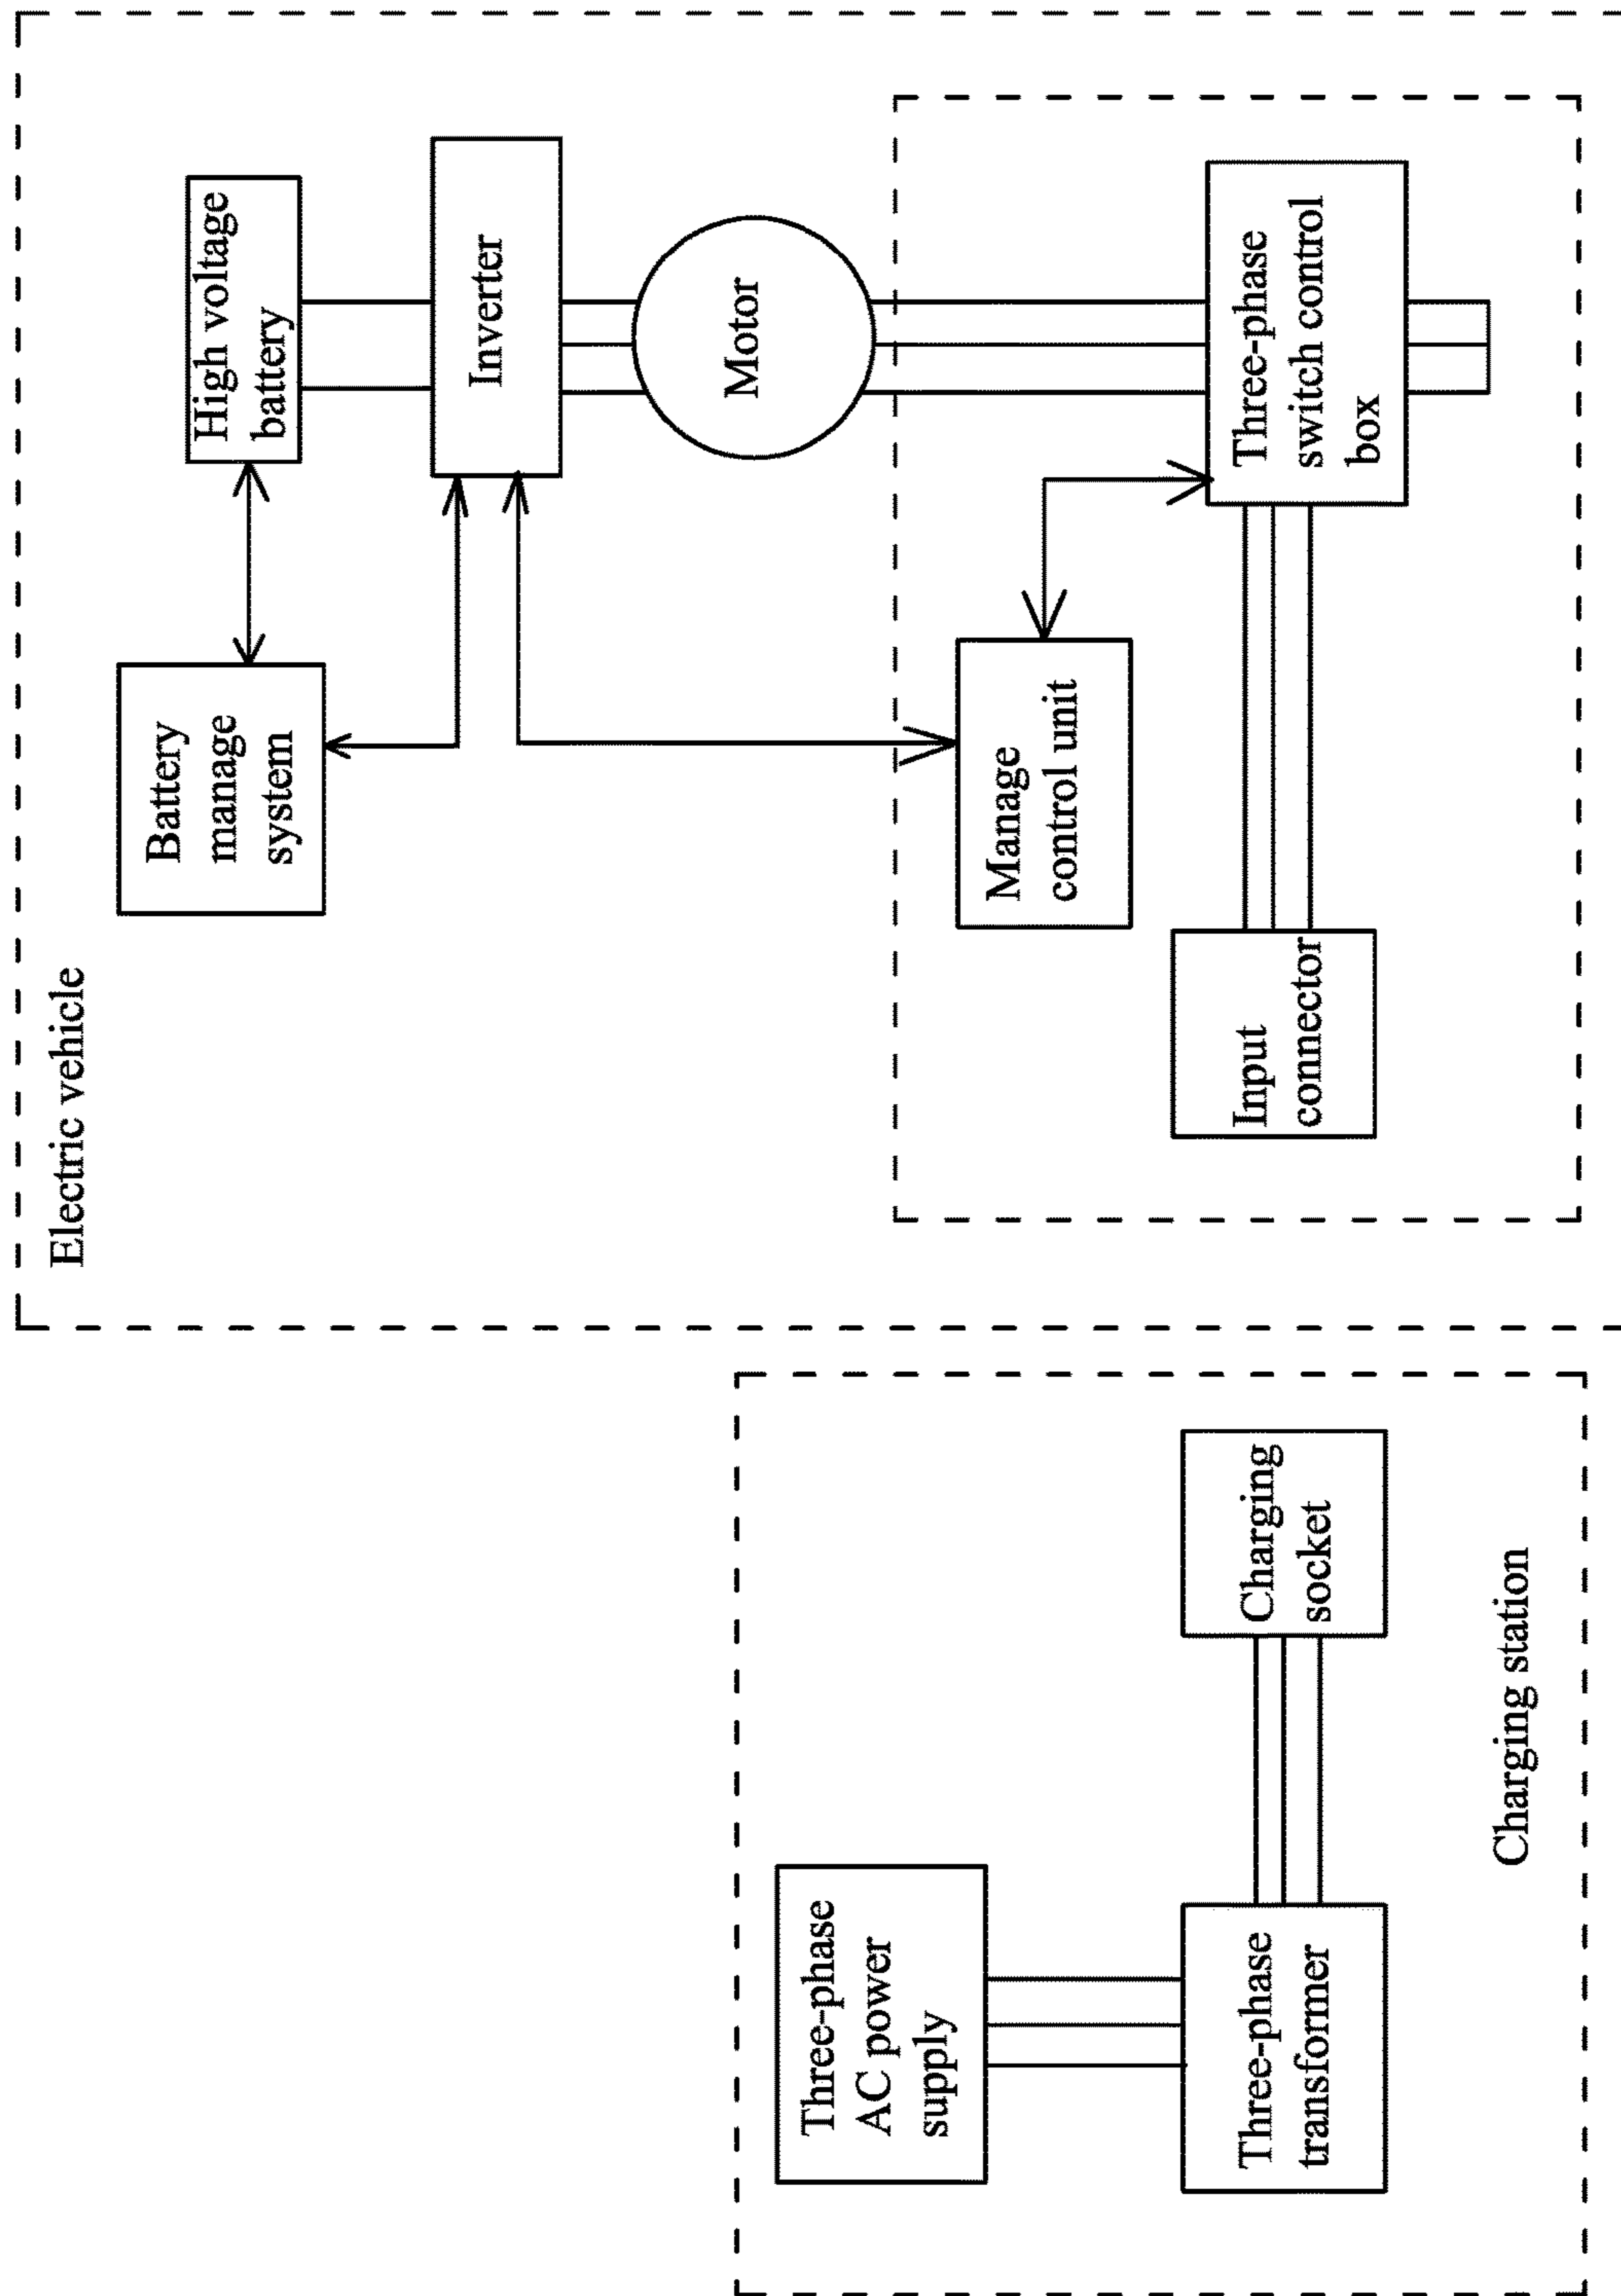 Electric vehicle
High voltage
battery
Battery
manage
system
Inverter
Motor
Manage
control unit
Three-phase
switch control
box
Input
connector
Three-phase
AC power
supply
Three-phase
transformer
Charging
socket
Charging station